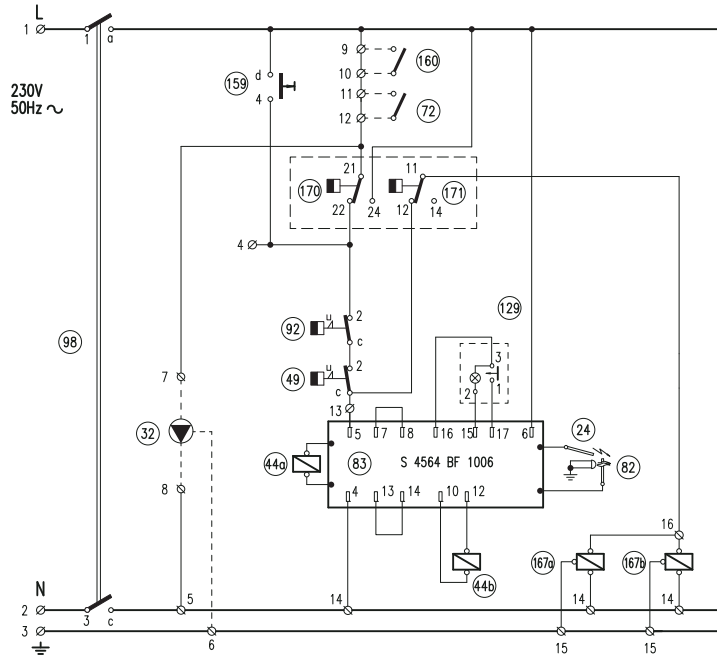 L
1
1 a
9
160
d
10
159
11
230V
50Hz ~
4
72
12
21
11
170
171
22
24
12
14
4
129
u 2
92
c
3
98
u 2
49
c
2
1
7
13
5 7 8 16 15 17 6
24
32
44a
83
S 4564 BF 1006
82
4 13 14 10 12
8
16
44b
167a
167b
N
5
14
14
14
2
3 c
3
6
15
15